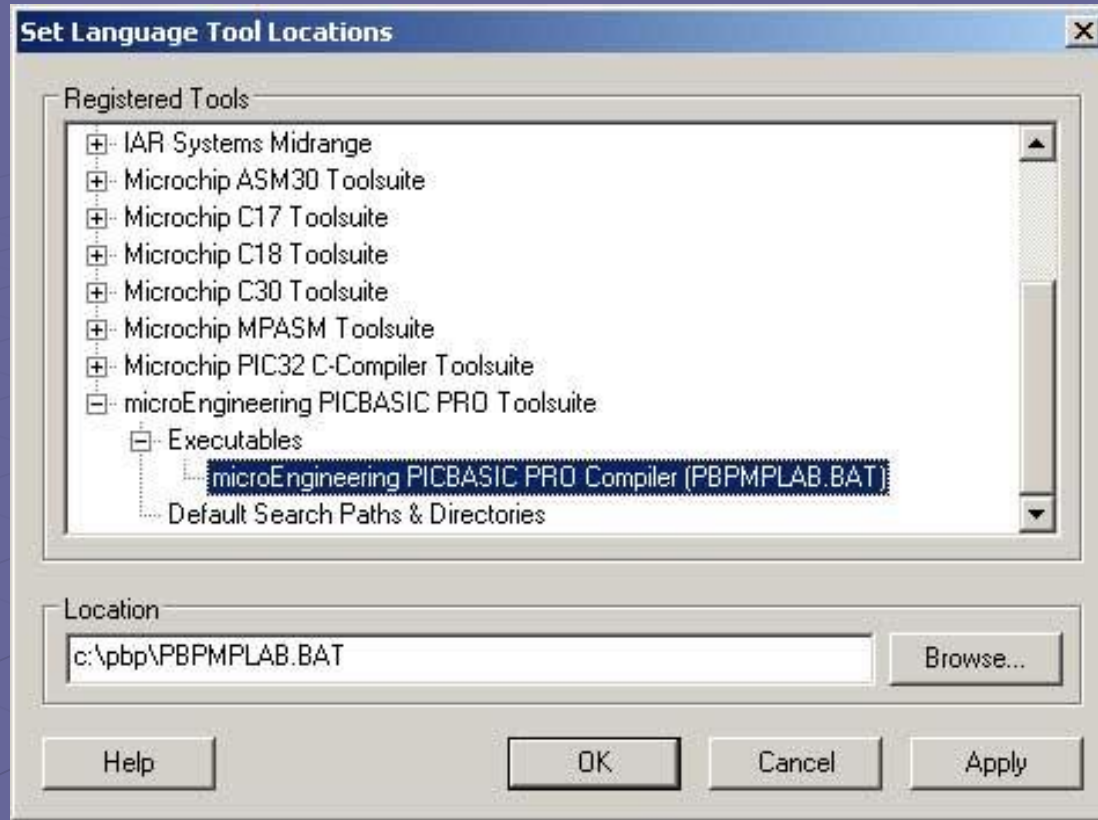 Set Language Tool Locations
Registered Tools
IAR Systems Midrange
Microchip ASM30 Toolsuite
Microchip C17 Toolsuite
Microchip C18 Toolsuite
Microchip C30 Toolsuite
Microchip MPASM Toolsuite
Microchip PIC32 C-Compiler Toolsuite
microEngineering PICBASIC PRO Toolsuite
Executables
microEngineering PICBASIC PRO Compiler (PBPMPLAB.BAT)
Default Search Paths & Directories
Location
c:\pbp\PBPMPLAB.BAT
Browse...
Help OK Cancel Apply